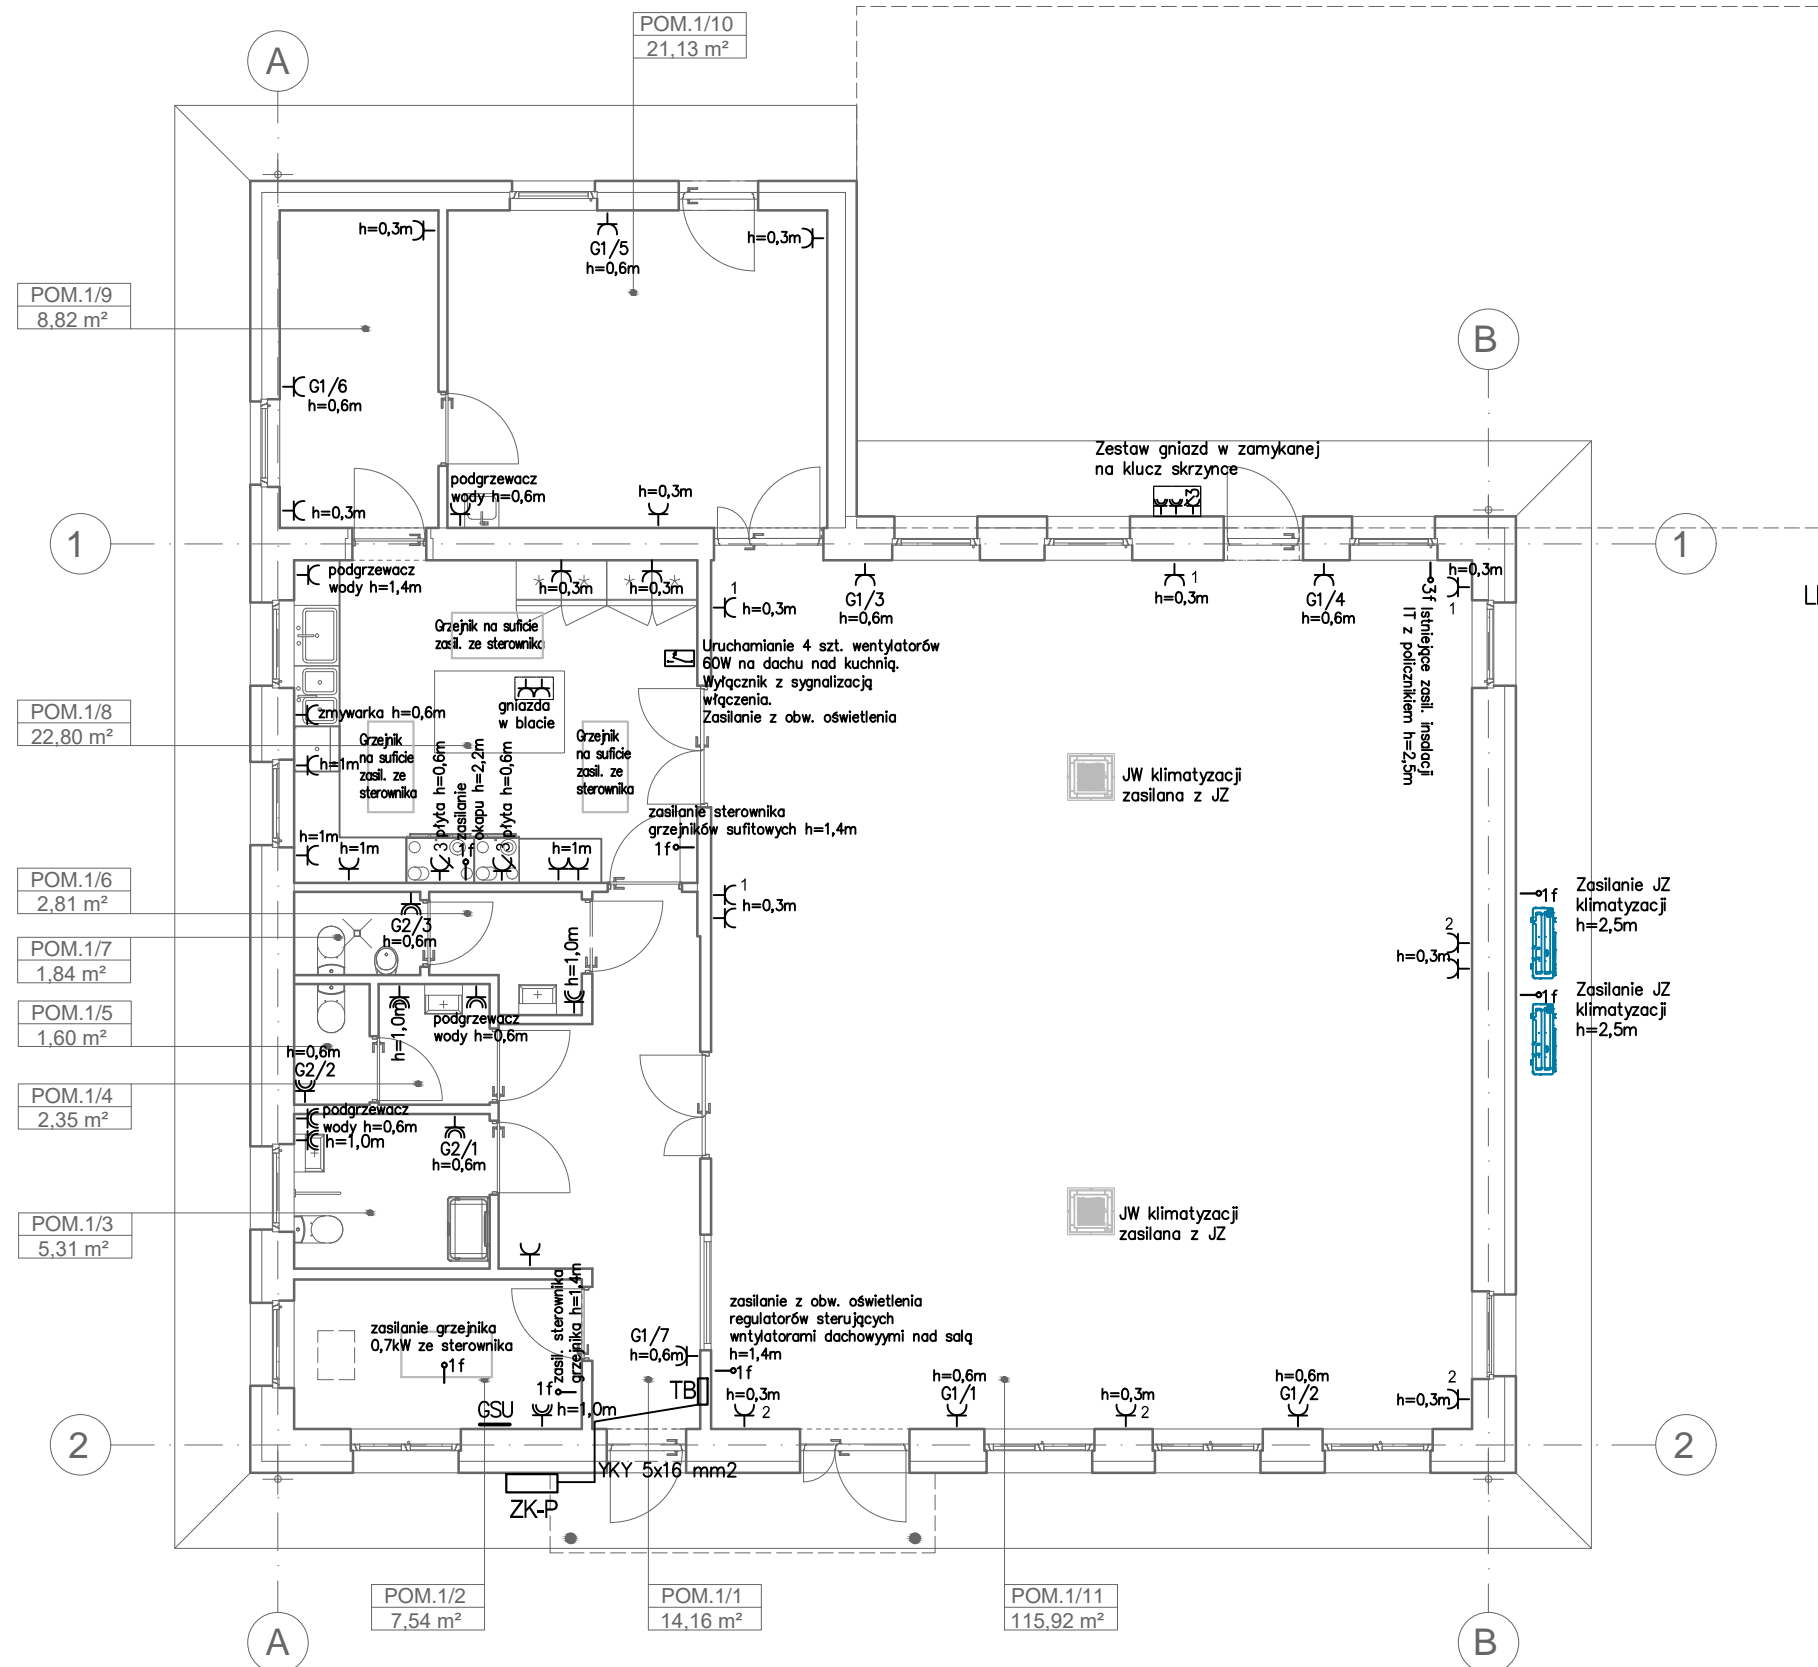 POM.1/10
21,13 m²
A
h=0,3m
G1/5
h=0,6m
h=0,3m
POM.1/9
8,82 m²
B
G1/6
h=0,6m
Zestaw gniazd w zamykanej
na klucz skrzynce
K3
podgrzewacz
wody h=0,6m
h=0,3m
h=0,3m
1
1
podgrzewacz
wody h=1,4m
h=0,3m
h=0,3m
1
h=0,3m
G1/3
h=0,6m
1
h=0,3m
G1/4
h=0,6m
h=0,3m
1
3f
Istniejące zasil. insalacji
IT z policznikiem h=2,5m
Grzejnik na suficie
zasil. ze sterownika
Uruchamianie 4 szt. wentylatorów
60W na dachu nad kuchnią.
Wyłącznik z sygnalizacją
włączenia.
Zasilanie z obw. oświetlenia
POM.1/8
22,80 m²
zmywarka h=0,6m
gniazda
w blacie
Grzejnik
na suficie
zasil. ze
sterownika
Grzejnik
na suficie
zasil. ze
sterownika
h=1m
płyta h=0,6m
zasilanie
okapu h=2,2m
płyta h=0,6m
JW klimatyzacji
zasilana z JZ
zasilanie sterownika
grzejników sufitowych h=1,4m
1f
h=1m
h=1m
3
1f
3
h=1m
POM.1/6
2,81 m²
1
h=0,3m
1f
Zasilanie JZ
klimatyzacji
h=2,5m
G2/3
h=0,6m
POM.1/7
1,84 m²
h=1,0m
2
h=0,3m
1f
Zasilanie JZ
klimatyzacji
h=2,5m
POM.1/5
1,60 m²
h=1,0m
podgrzewacz
wody h=0,6m
h=0,6m
G2/2
POM.1/4
2,35 m²
podgrzewacz
wody h=0,6m
h=1,0m
G2/1
h=0,6m
POM.1/3
5,31 m²
JW klimatyzacji
zasilana z JZ
zasil. sterownika
grzejnika h=1,4m
zasilanie z obw. oświetlenia
regulatorów sterujących
wntylatorami dachowymi nad salą
h=1,4m
1f
zasilanie grzejnika
0,7kW ze sterownika
1f
G1/7
h=0,6m
1f
TB
GSU
h=1,0m
h=0,3m
2
h=0,6m
G1/1
h=0,3m
2
h=0,6m
G1/2
2
h=0,3m
2
2
YKY 5x16 mm2
ZK-P
POM.1/2
7,54 m²
POM.1/1
14,16 m²
POM.1/11
115,92 m²
A
B